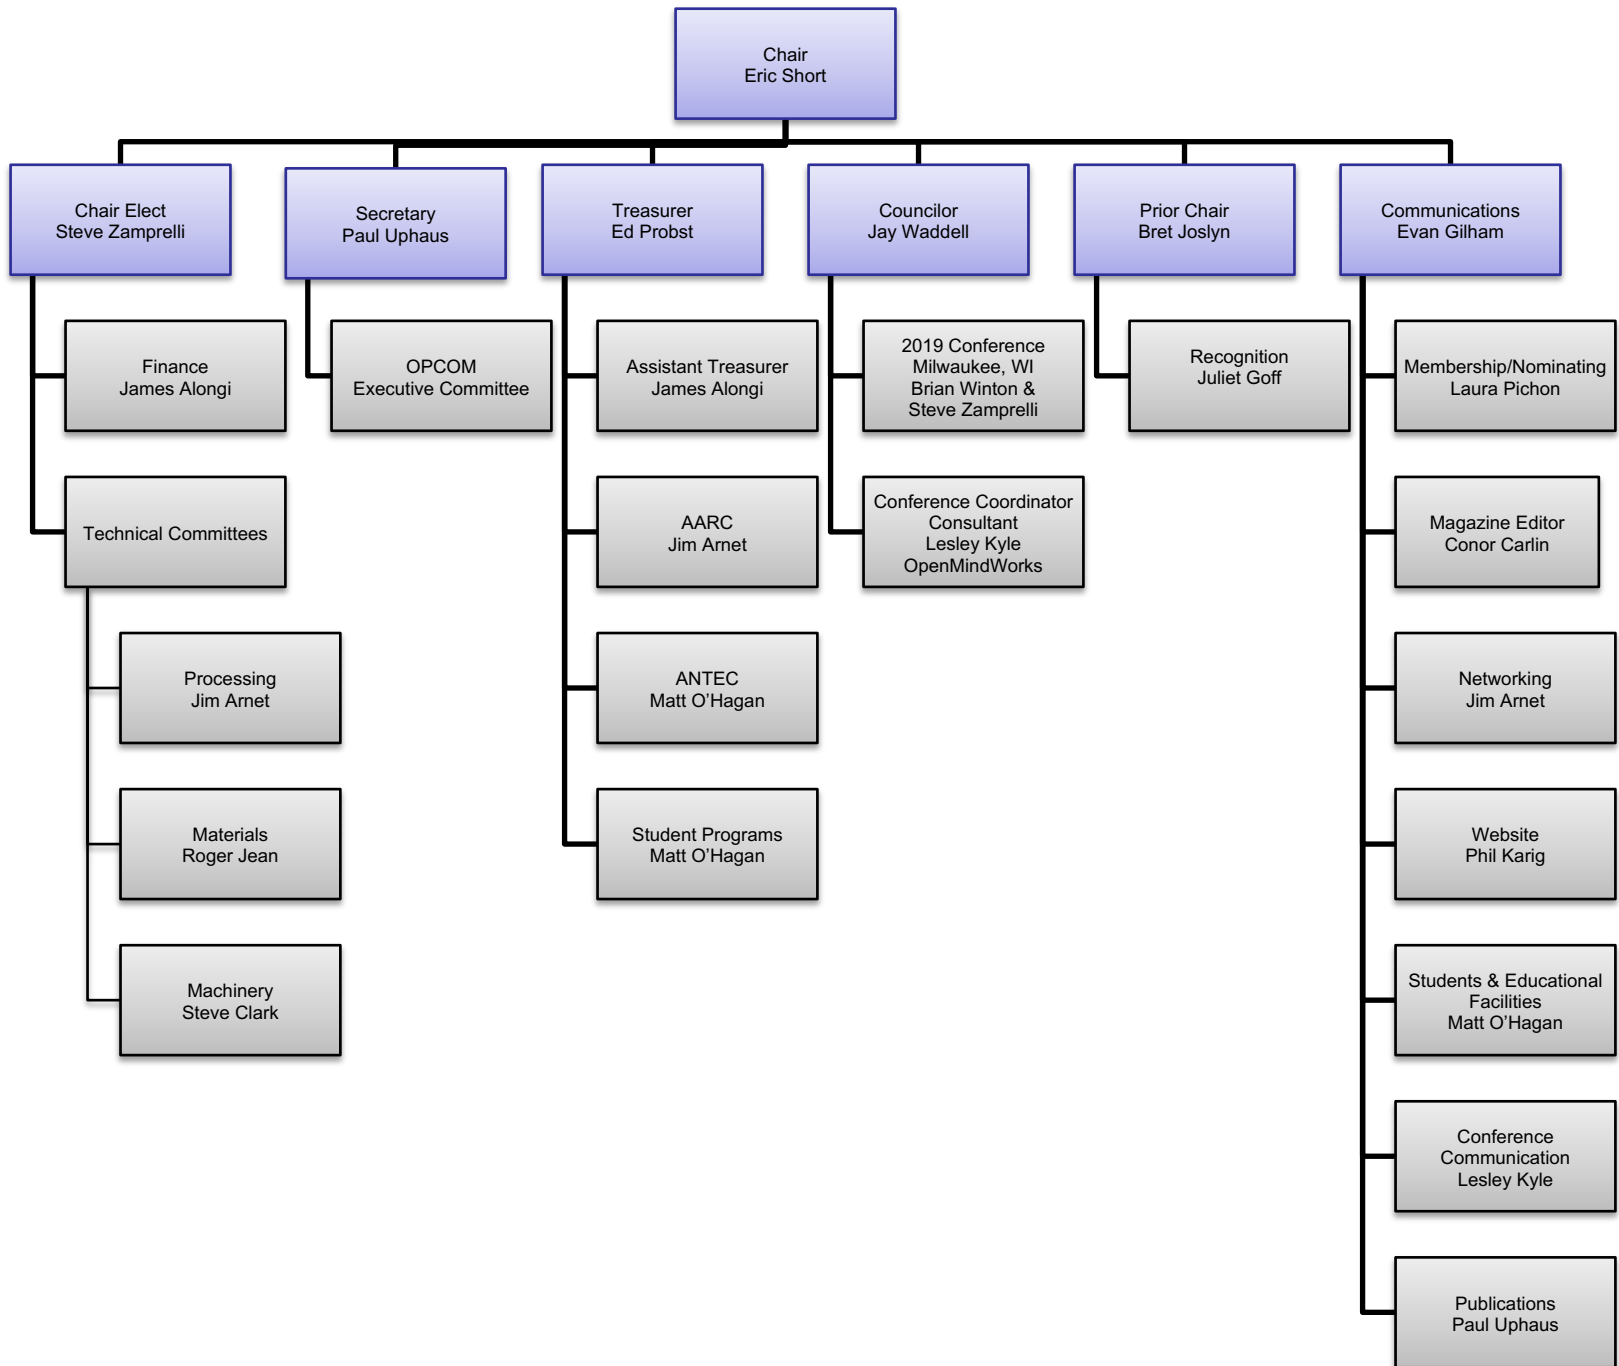 Chair
Eric Short
Chair Elect
Steve Zamprelli
Secretary
Paul Uphaus
Treasurer
Ed Probst
Councilor
Jay Waddell
Prior Chair
Bret Joslyn
Communications
Evan Gilham
Finance
James Alongi
OPCOM
Executive Committee
Assistant Treasurer
James Alongi
2019 Conference
Milwaukee, WI
Brian Winton &
Steve Zamprelli
Recognition
Juliet Goff
Membership/Nominating
Laura Pichon
Technical Committees
AARC
Jim Arnet
Conference Coordinator
Consultant
Lesley Kyle
OpenMindWorks
Magazine Editor
Conor Carlin
Processing
Jim Arnet
ANTEC
Matt O’Hagan
Networking
Jim Arnet
Materials
Roger Jean
Student Programs
Matt O’Hagan
Website
Phil Karig
Machinery
Steve Clark
Students & Educational
Facilities
Matt O’Hagan
Conference
Communication
Lesley Kyle
Publications
Paul Uphaus